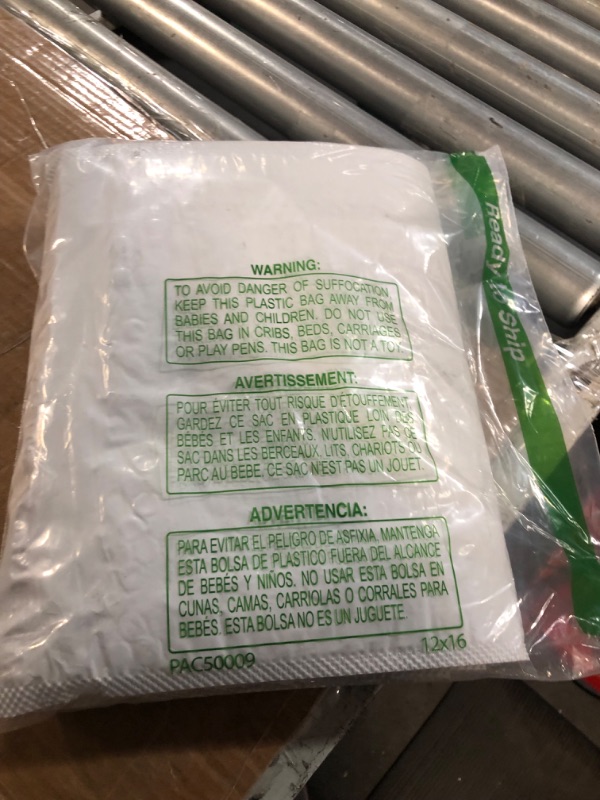 WARNING:
TO AVOID DANGER OF SUFFOCATION,
KEEP THIS PLASTIC BAG AWAY FROM
BABIES AND CHILDREN. DO NOT USE
THIS BAG IN CRIBS, BEDS, CARRIAGES
OR PLAY PENS. THIS BAG IS NOT A TOY.
AVERTISSEMENT:
POUR ÉVITER TOUT RISQUE D'ÉTOUFFEMENT
GARDEZ CE SAC EN PLASTIQUE LOIN DES
BÉBÉS ET LES ENFANTS. N'UTILISEZ PAS CE
SAC DANS LES BERCEAUX, LITS, CHARIOTS OU
PARC AU BEBE. CE SAC N'EST PAS UN JOUET.
ADVERTENCIA:
PARA EVITAR EL PELIGRO DE ASFIXIA, MANTENGA
ESTA BOLSA DE PLASTICO FUERA DEL ALCANCE
DE BEBÉS Y NIÑOS. NO USAR ESTA BOLSA EN
CUNAS, CAMAS, CARRIOLAS O CORRALES PARA
BEBÉS. ESTA BOLSA NO ES UN JUGUETE.
PAC50009 12x16
Ready To Ship